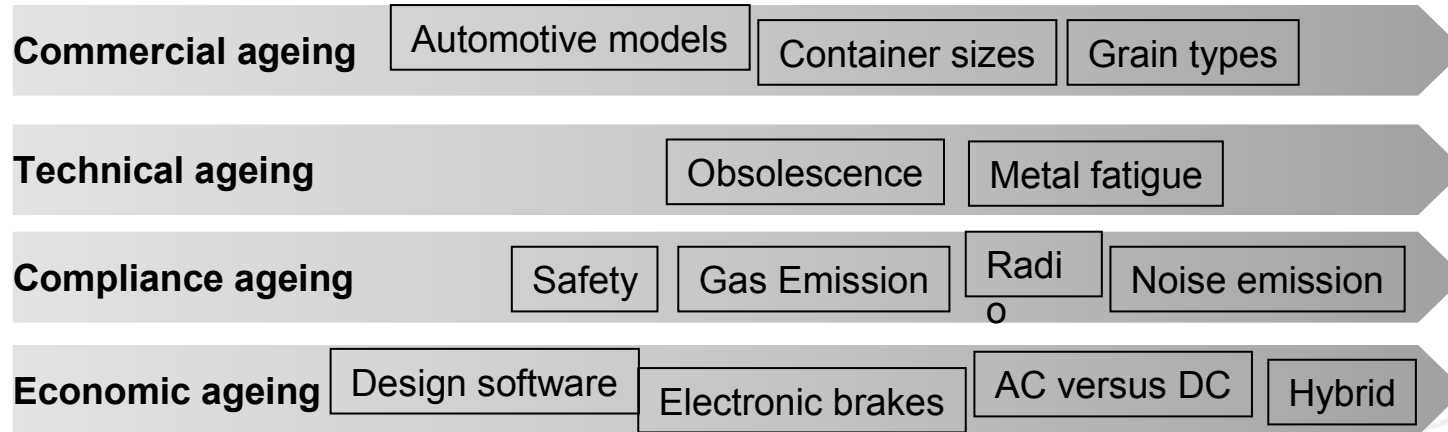 Commercial ageing Automotive models Container sizes Grain types
Technical ageing Obsolescence Metal fatigue
Compliance ageing Safety Gas Emission Radi
o Noise emission
Economic ageing Design software Electronic brakes AC versus DC Hybrid